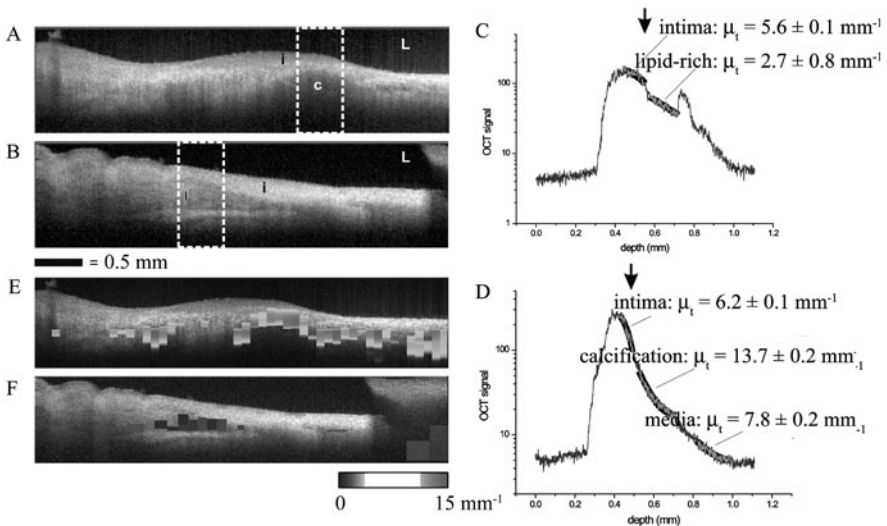 A
i
L
c
B
L
l
i
= 0.5 mm
E
F
0 15 mm⁻¹
C
intima: μt = 5.6 ± 0.1 mm⁻¹
lipid-rich: μt = 2.7 ± 0.8 mm⁻¹
100
10
1
OCT signal
0.0 0.2 0.4 0.6 0.8 1.0 1.2
depth (mm)
D
intima: μt = 6.2 ± 0.1 mm⁻¹
calcification: μt = 13.7 ± 0.2 mm-1
media: μt = 7.8 ± 0.2 mm-1
100
10
OCT signal
0.0 0.2 0.4 0.6 0.8 1.0 1.2
depth (mm)